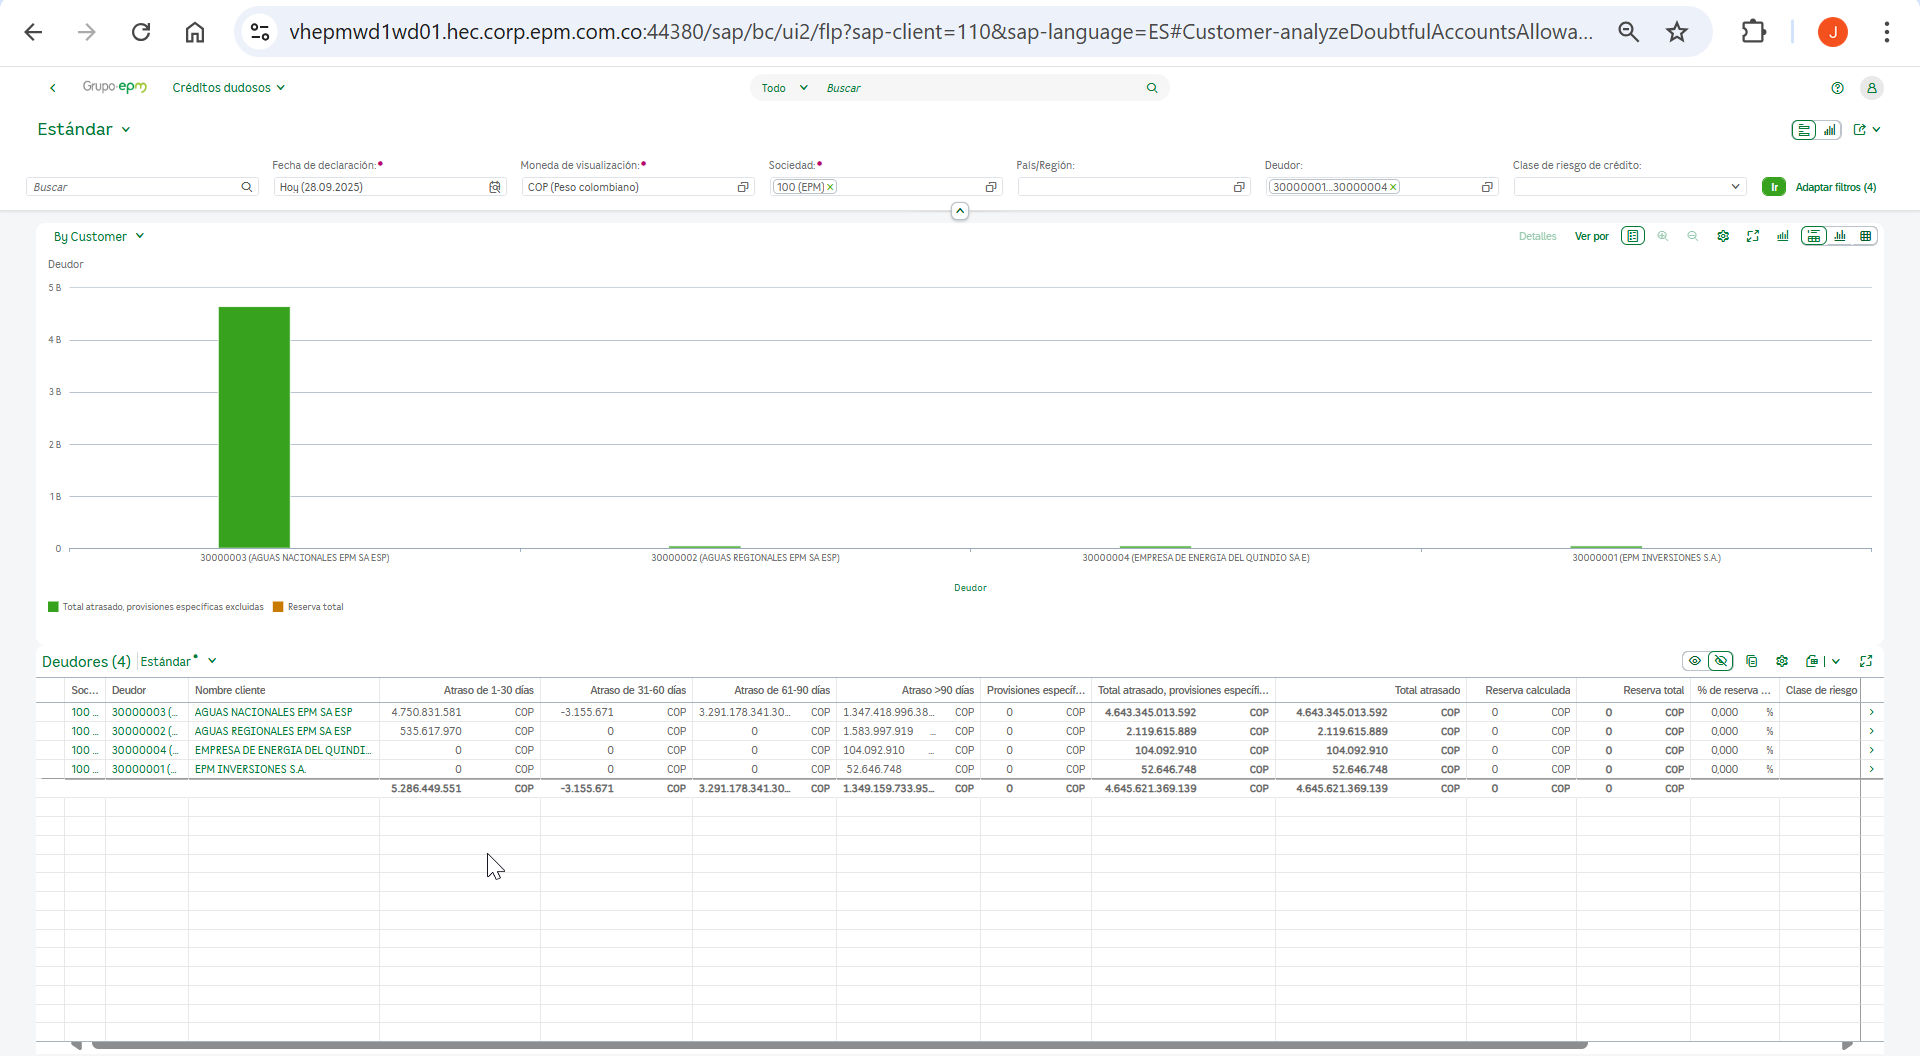 vhepmwd1wd01.hec.corp.epm.com.co:44380/sap/bc/ui2/flp?sap-client=110&sap-language=ES#Customer-analyzeDoubtfulAccountsAllowa...
J
Grupo·epm Créditos dudosos Todo Buscar
Estándar
Fecha de declaración:* Moneda de visualización:* Sociedad:* País/Región: Deudor: Clase de riesgo de crédito:
Buscar Hoy (28.09.2025) COP (Peso colombiano) 100 (EPM) 30000001...30000004 Ir Adaptar filtros (4)
By Customer Detalles Ver por
Deudor
5 B
4 B
3 B
2 B
1 B
0
30000003 (AGUAS NACIONALES EPM SA ESP) 30000002 (AGUAS REGIONALES EPM SA ESP) 30000004 (EMPRESA DE ENERGIA DEL QUINDIO SA E) 30000001 (EPM INVERSIONES S.A.)
Deudor
Total atrasado, provisiones específicas excluidas Reserva total
Deudores (4) Estándar*
Soc... Deudor Nombre cliente Atraso de 1-30 días Atraso de 31-60 días Atraso de 61-90 días Atraso >90 días Provisiones específ... Total atrasado, provisiones específi... Total atrasado Reserva calculada Reserva total % de reserva ... Clase de riesgo
100 ... 30000003 (... AGUAS NACIONALES EPM SA ESP 4.750.831.581 COP -3.155.671 COP 3.291.178.341.30... COP 1.347.418.996.38... COP 0 COP 4.643.345.013.592 COP 4.643.345.013.592 COP 0 COP 0 COP 0,000 %
100 ... 30000002 (... AGUAS REGIONALES EPM SA ESP 535.617.970 COP 0 COP 0 COP 1.583.997.919 ... COP 0 COP 2.119.615.889 COP 2.119.615.889 COP 0 COP 0 COP 0,000 %
100 ... 30000004 (... EMPRESA DE ENERGIA DEL QUINDI... 0 COP 0 COP 0 COP 104.092.910 ... COP 0 COP 104.092.910 COP 104.092.910 COP 0 COP 0 COP 0,000 %
100 ... 30000001 (... EPM INVERSIONES S.A. 0 COP 0 COP 0 COP 52.646.748 COP 0 COP 52.646.748 COP 52.646.748 COP 0 COP 0 COP 0,000 %
5.286.449.551 COP -3.155.671 COP 3.291.178.341.30... COP 1.349.159.733.95... COP 0 COP 4.645.621.369.139 COP 4.645.621.369.139 COP 0 COP 0 COP